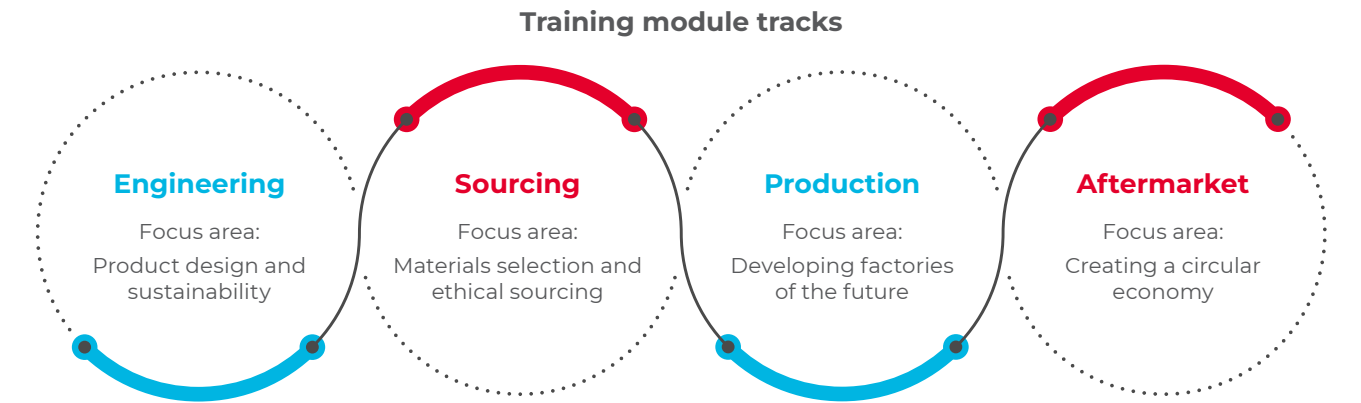 Training module tracks
Engineering
Focus area:
Product design and
sustainability
Sourcing
Focus area:
Materials selection and
ethical sourcing
Production
Focus area:
Developing factories
of the future
Aftermarket
Focus area:
Creating a circular
economy